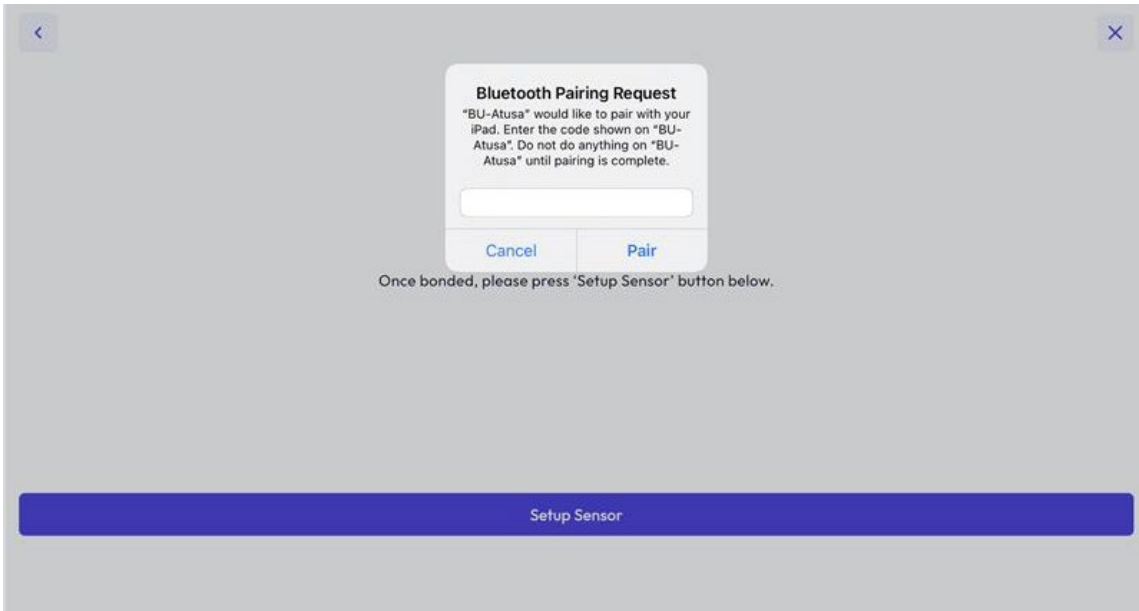 Bluetooth Pairing Request
“BU-Atusa” would like to pair with your
iPad. Enter the code shown on “BU-
Atusa”. Do not do anything on “BU-
Atusa” until pairing is complete.
Cancel
Pair
Once bonded, please press ‘Setup Sensor’ button below.
Setup Sensor